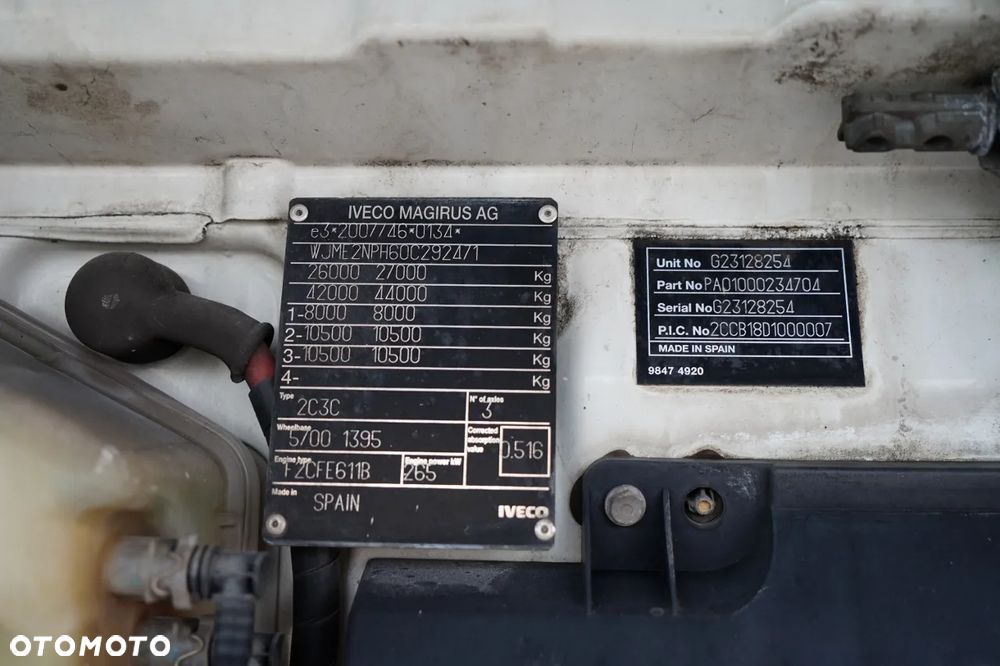 IVECO MAGIRUS AG
e3*2007/46*0134*
WJME2NPH60C292471
26000 27000 Kg
42000 44000 Kg
1-8000 8000 Kg
2-10500 10500 Kg
3-10500 10500 Kg
4- Kg
Type 2C3C N° of axles 3
Wheelbase 5700 1395 Corrected absorption value 0.516
Engine type F2CFE611B Engine power kW 265
Made in SPAIN IVECO
Unit No G23128254
Part No PA01000234704
Serial No G23128254
P.I.C. No 2CCB18D1000007
MADE IN SPAIN
9847 4920
OTOMOTO